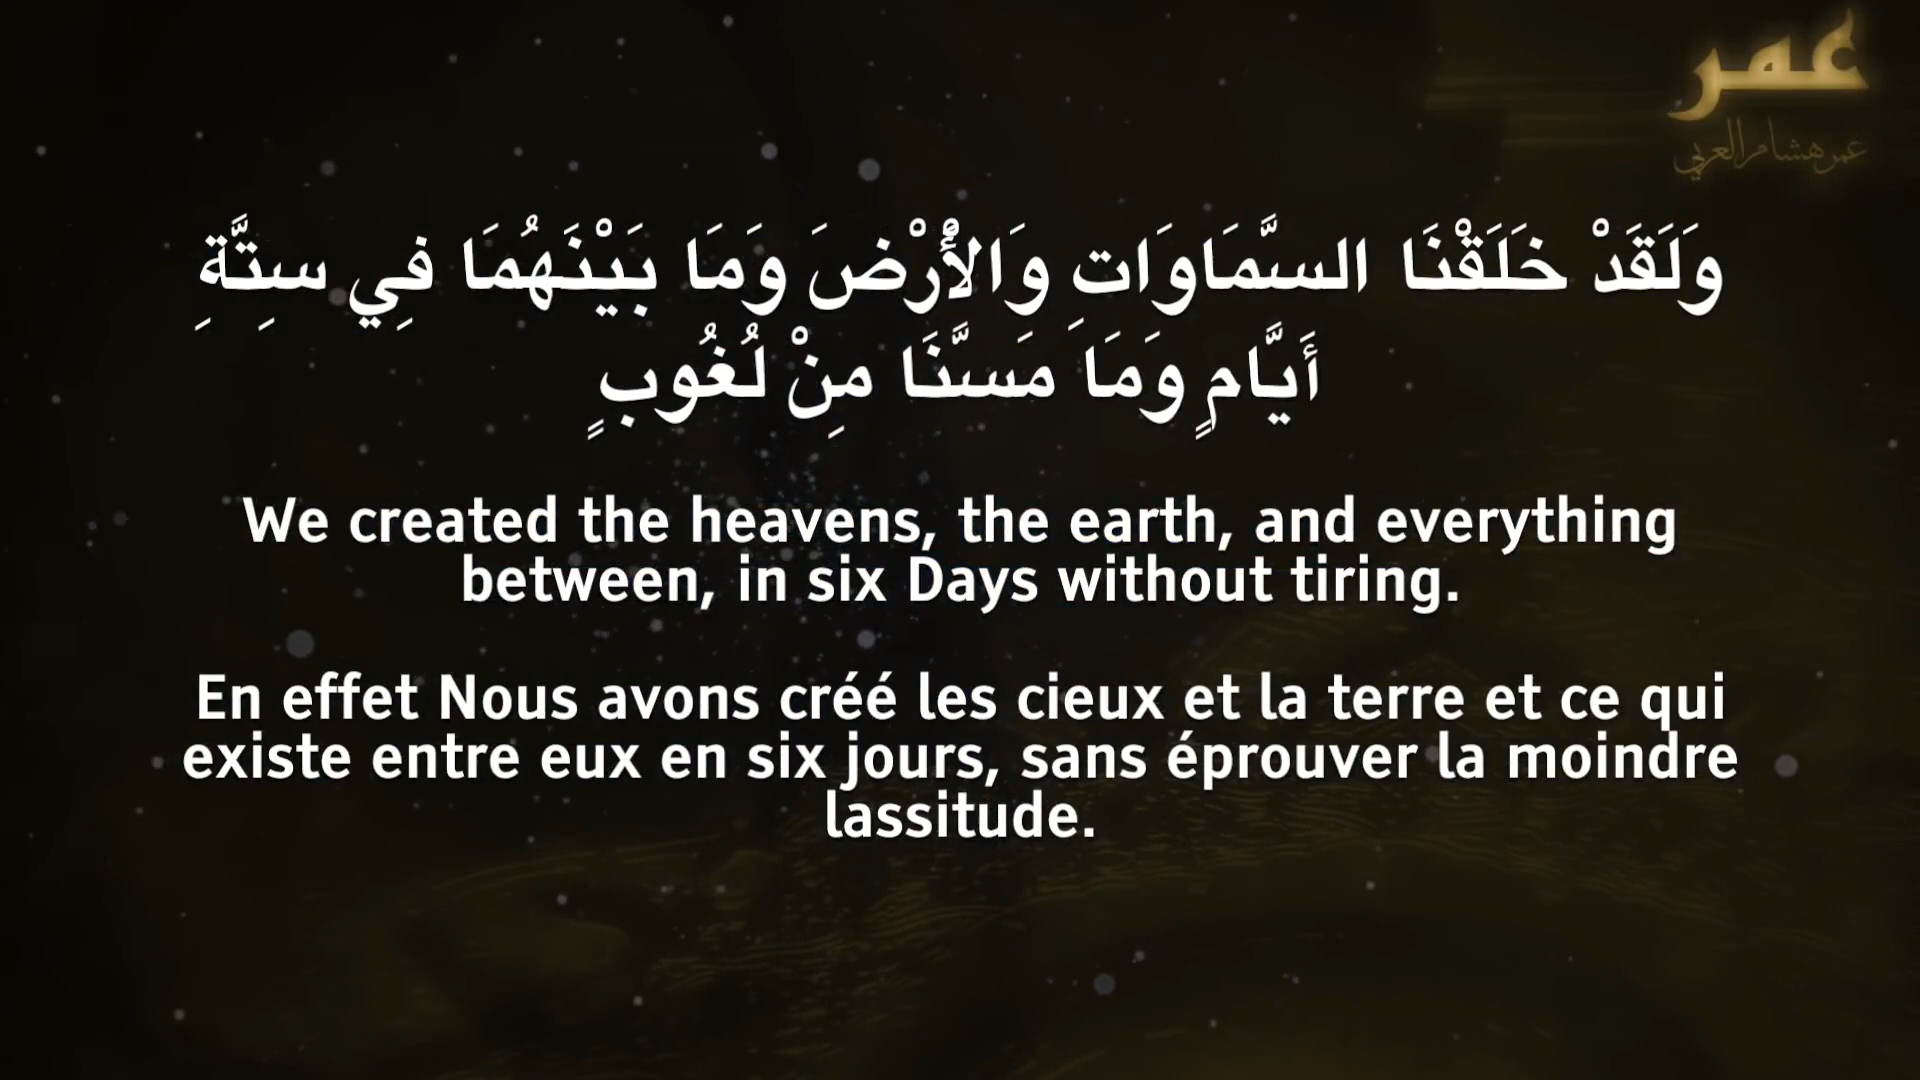 عمر
عمر هشام العربي
وَلَقَدْ خَلَقْنَا السَّمَاوَاتِ وَالْأَرْضَ وَمَا بَيْنَهُمَا فِي سِتَّةِ
أَيَّامٍ وَمَا مَسَّنَا مِنْ لُغُوبٍ
We created the heavens, the earth, and everything
between, in six Days without tiring.
En effet Nous avons créé les cieux et la terre et ce qui
existe entre eux en six jours, sans éprouver la moindre
lassitude.